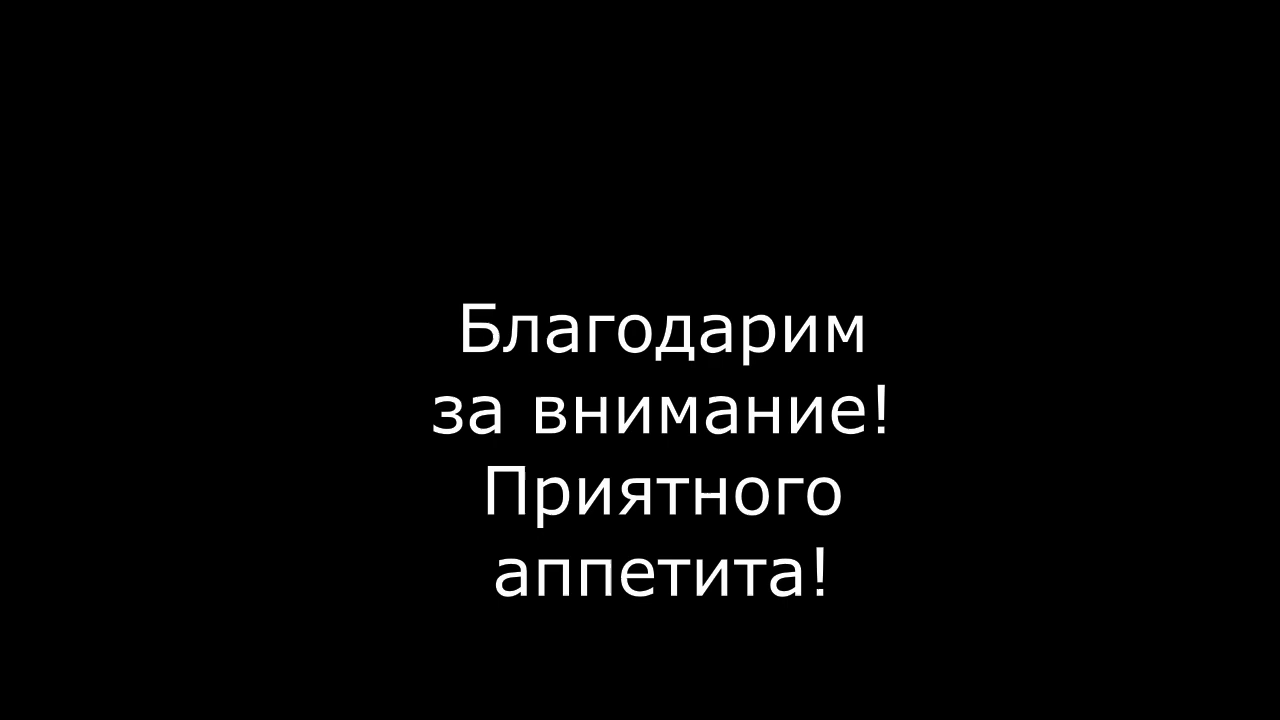 Благодарим
за внимание!
Приятного
аппетита!